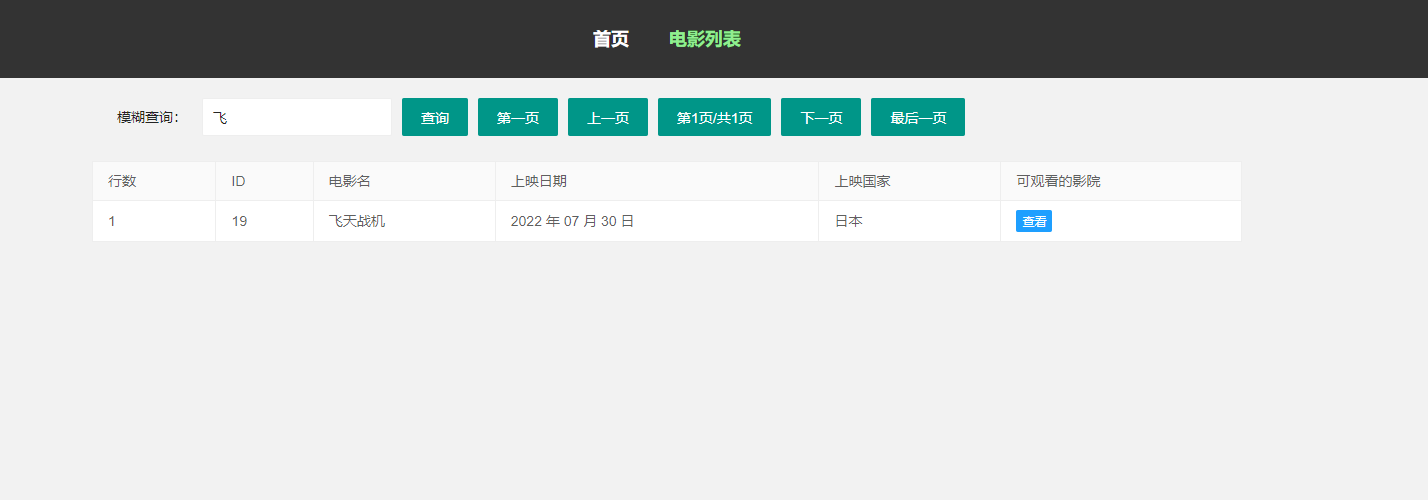 首页 电影列表
模糊查询： 飞 查询 第一页 上一页 第1页/共1页 下一页 最后一页
行数 ID 电影名 上映日期 上映国家 可观看的影院
1 19 飞天战机 2022 年 07 月 30 日 日本 查看